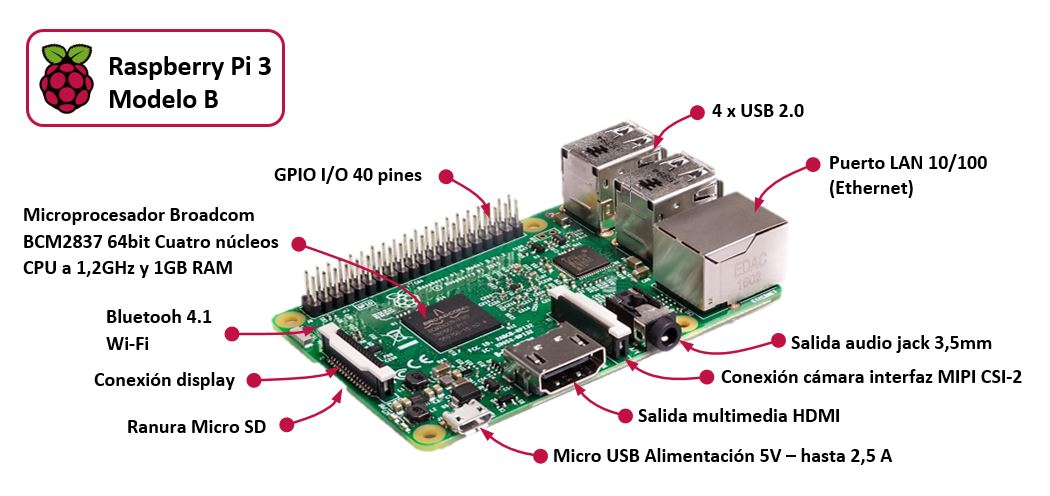 Raspberry Pi 3
Modelo B
4 x USB 2.0
Puerto LAN 10/100
(Ethernet)
GPIO I/O 40 pines
Microprocesador Broadcom
BCM2837 64bit Cuatro núcleos
CPU a 1,2GHz y 1GB RAM
EDAC
1602
BROADCOM
Bluetooh 4.1
Wi-Fi
Salida audio jack 3,5mm
Conexión display
Conexión cámara interfaz MIPI CSI-2
Ranura Micro SD
Salida multimedia HDMI
Micro USB Alimentación 5V – hasta 2,5 A